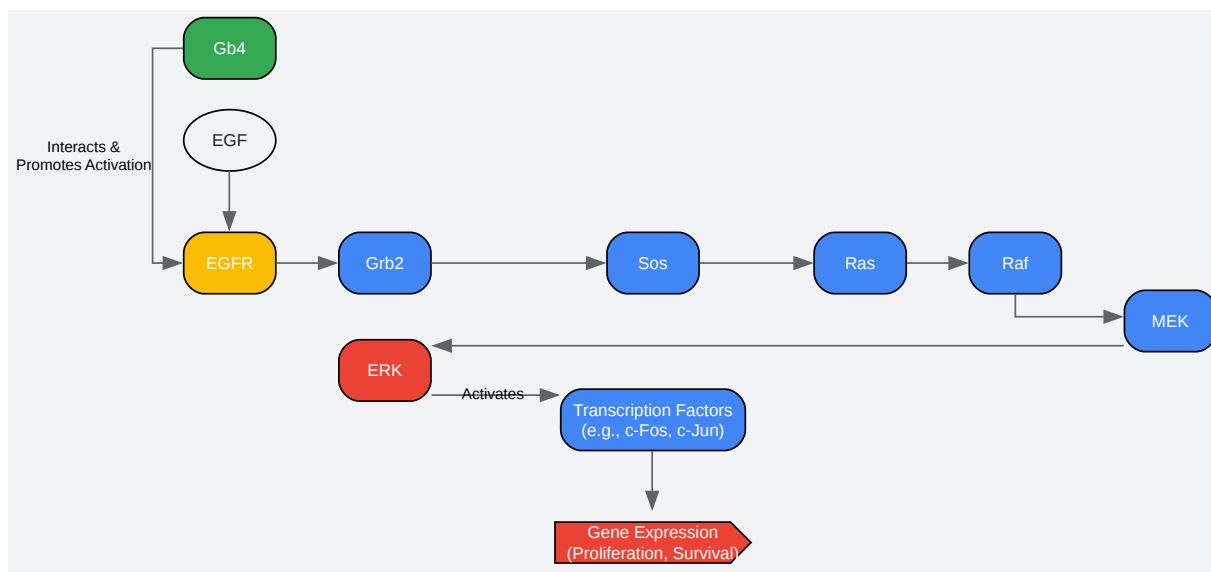 Gb4
EGF
Interacts &
Promotes Activation
EGFR
Grb2
Sos
Ras
Raf
MEK
ERK
Activates
Transcription Factors
(e.g., c-Fos, c-Jun)
Gene Expression
(Proliferation, Survival)